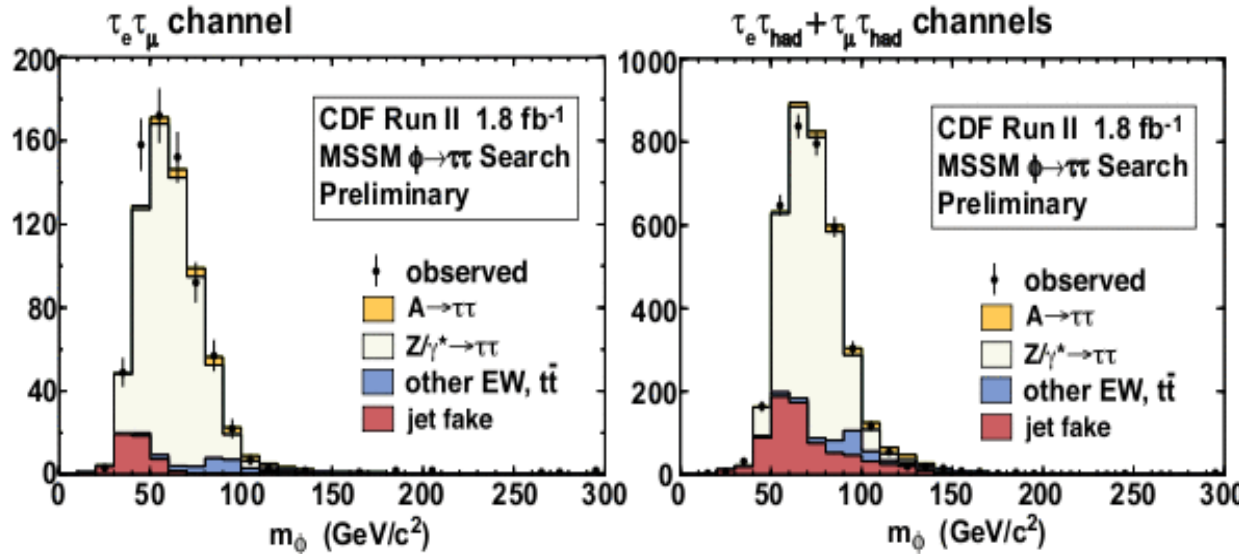 τₑτμ channel
200
160
120
80
40
0
0 50 100 150 200 250 300
m_ϕ (GeV/c²)
CDF Run II 1.8 fb⁻¹
MSSM ϕ→ττ Search
Preliminary
observed
A→ττ
Z/γ*→ττ
other EW, tt̄
jet fake
τₑτhad + τμτhad channels
1000
800
600
400
200
0
0 50 100 150 200 250 300
m_ϕ (GeV/c²)
CDF Run II 1.8 fb⁻¹
MSSM ϕ→ττ Search
Preliminary
observed
A→ττ
Z/γ*→ττ
other EW, tt̄
jet fake